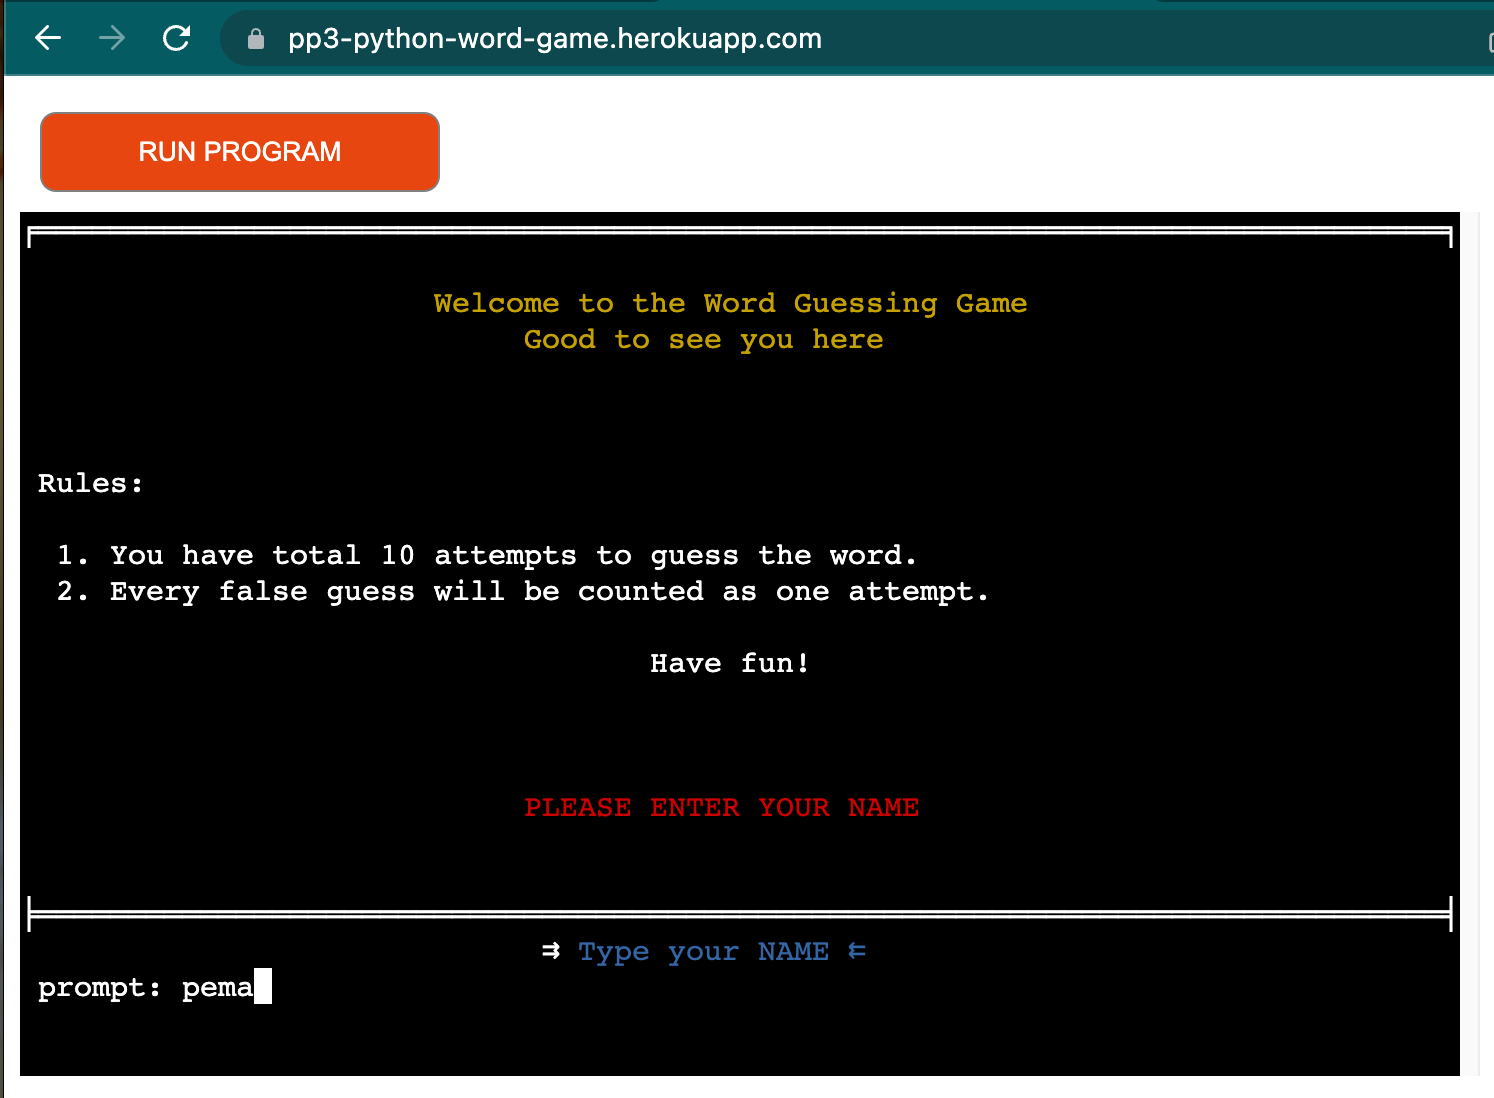 pp3-python-word-game.herokuapp.com
RUN PROGRAM
Welcome to the Word Guessing Game
Good to see you here
Rules:
1. You have total 10 attempts to guess the word.
2. Every false guess will be counted as one attempt.
Have fun!
PLEASE ENTER YOUR NAME
⇉ Type your NAME ⇇
prompt: pema